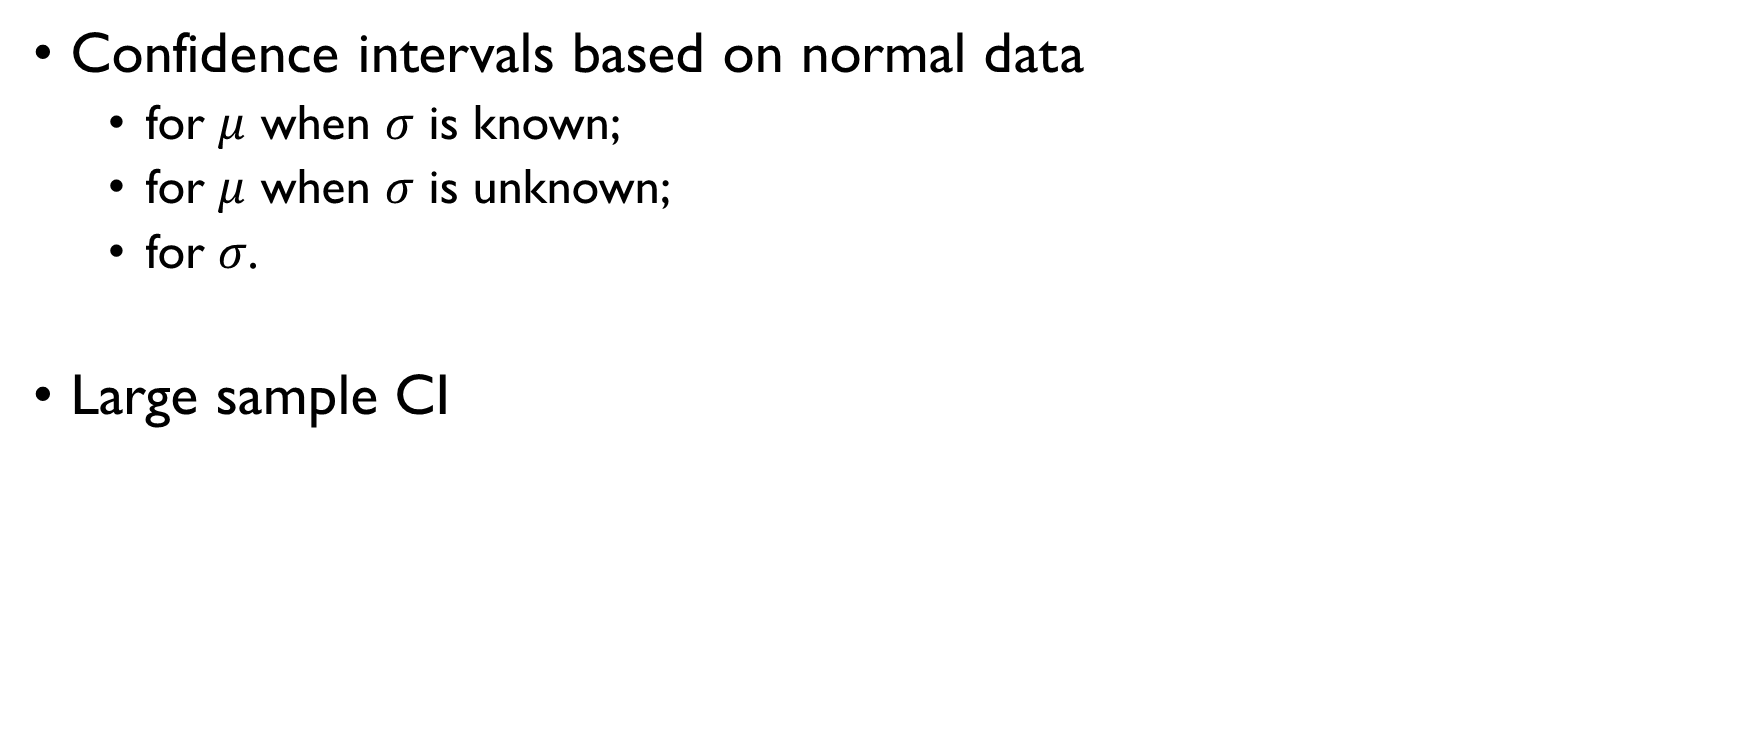 • Confidence intervals based on normal data
• for 𝜇 when 𝜎 is known;
• for 𝜇 when 𝜎 is unknown;
• for 𝜎.
• Large sample CI